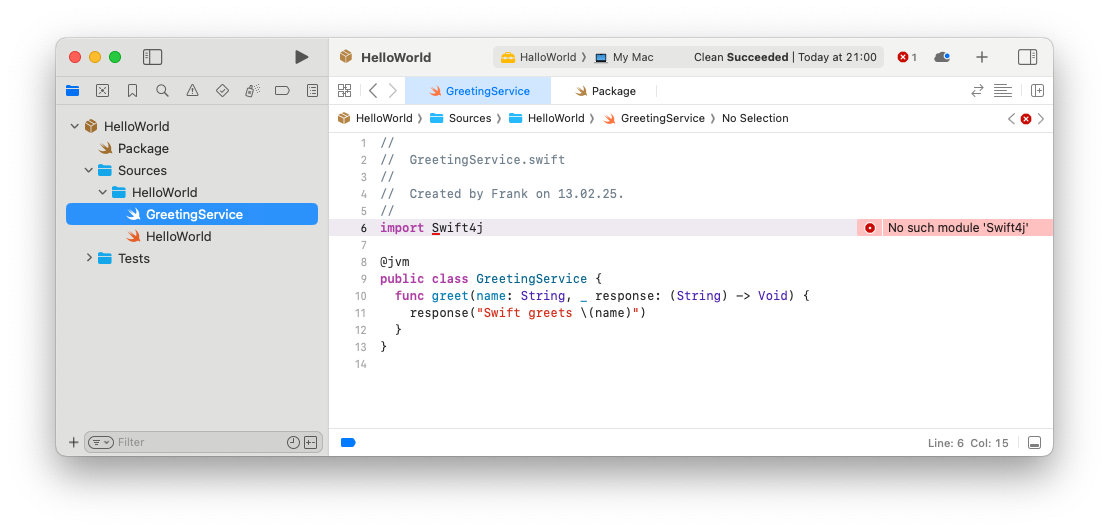 HelloWorld
HalloWorld 〉 My Mac
Clean Succeeded | Today at 21:00
1
GreetingService
Package
HelloWorld 〉 Sources 〉 HelloWorld 〉 GreetingService 〉 No Selection
HelloWorld
Package
Sources
HelloWorld
GreetingService
HelloWorld
Tests
Filter
1 //
2 //  GreetingService.swift
3 //
4 //  Created by Frank on 13.02.25.
5 //
6 import Swift4j
No such module 'Swift4j'
7
8 @jvm
9 public class GreetingService {
10   func greet(name: String, _ response: (String) -> Void) {
11     response("Swift greets \(name)")
12   }
13 }
14
Line: 6  Col: 15